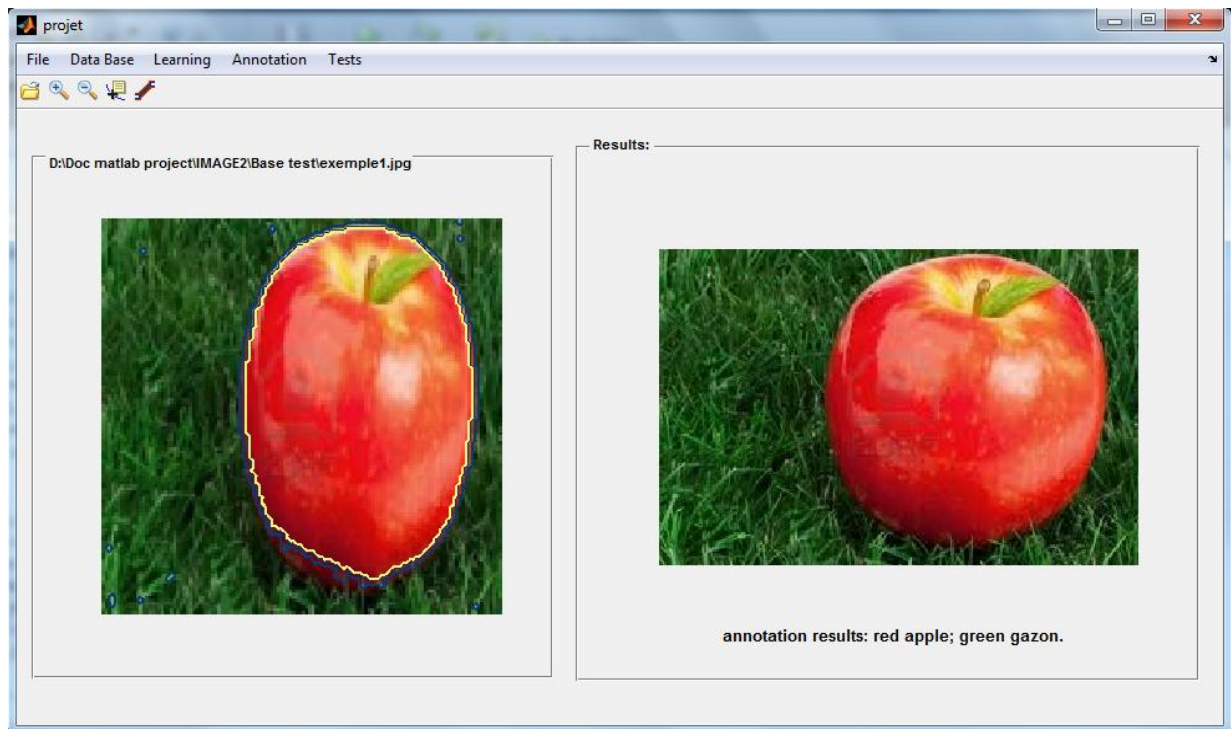 projet
File Data Base Learning Annotation Tests
D:\Doc matlab project\IMAGE2\Base test\exemple1.jpg
Results:
annotation results: red apple; green gazon.